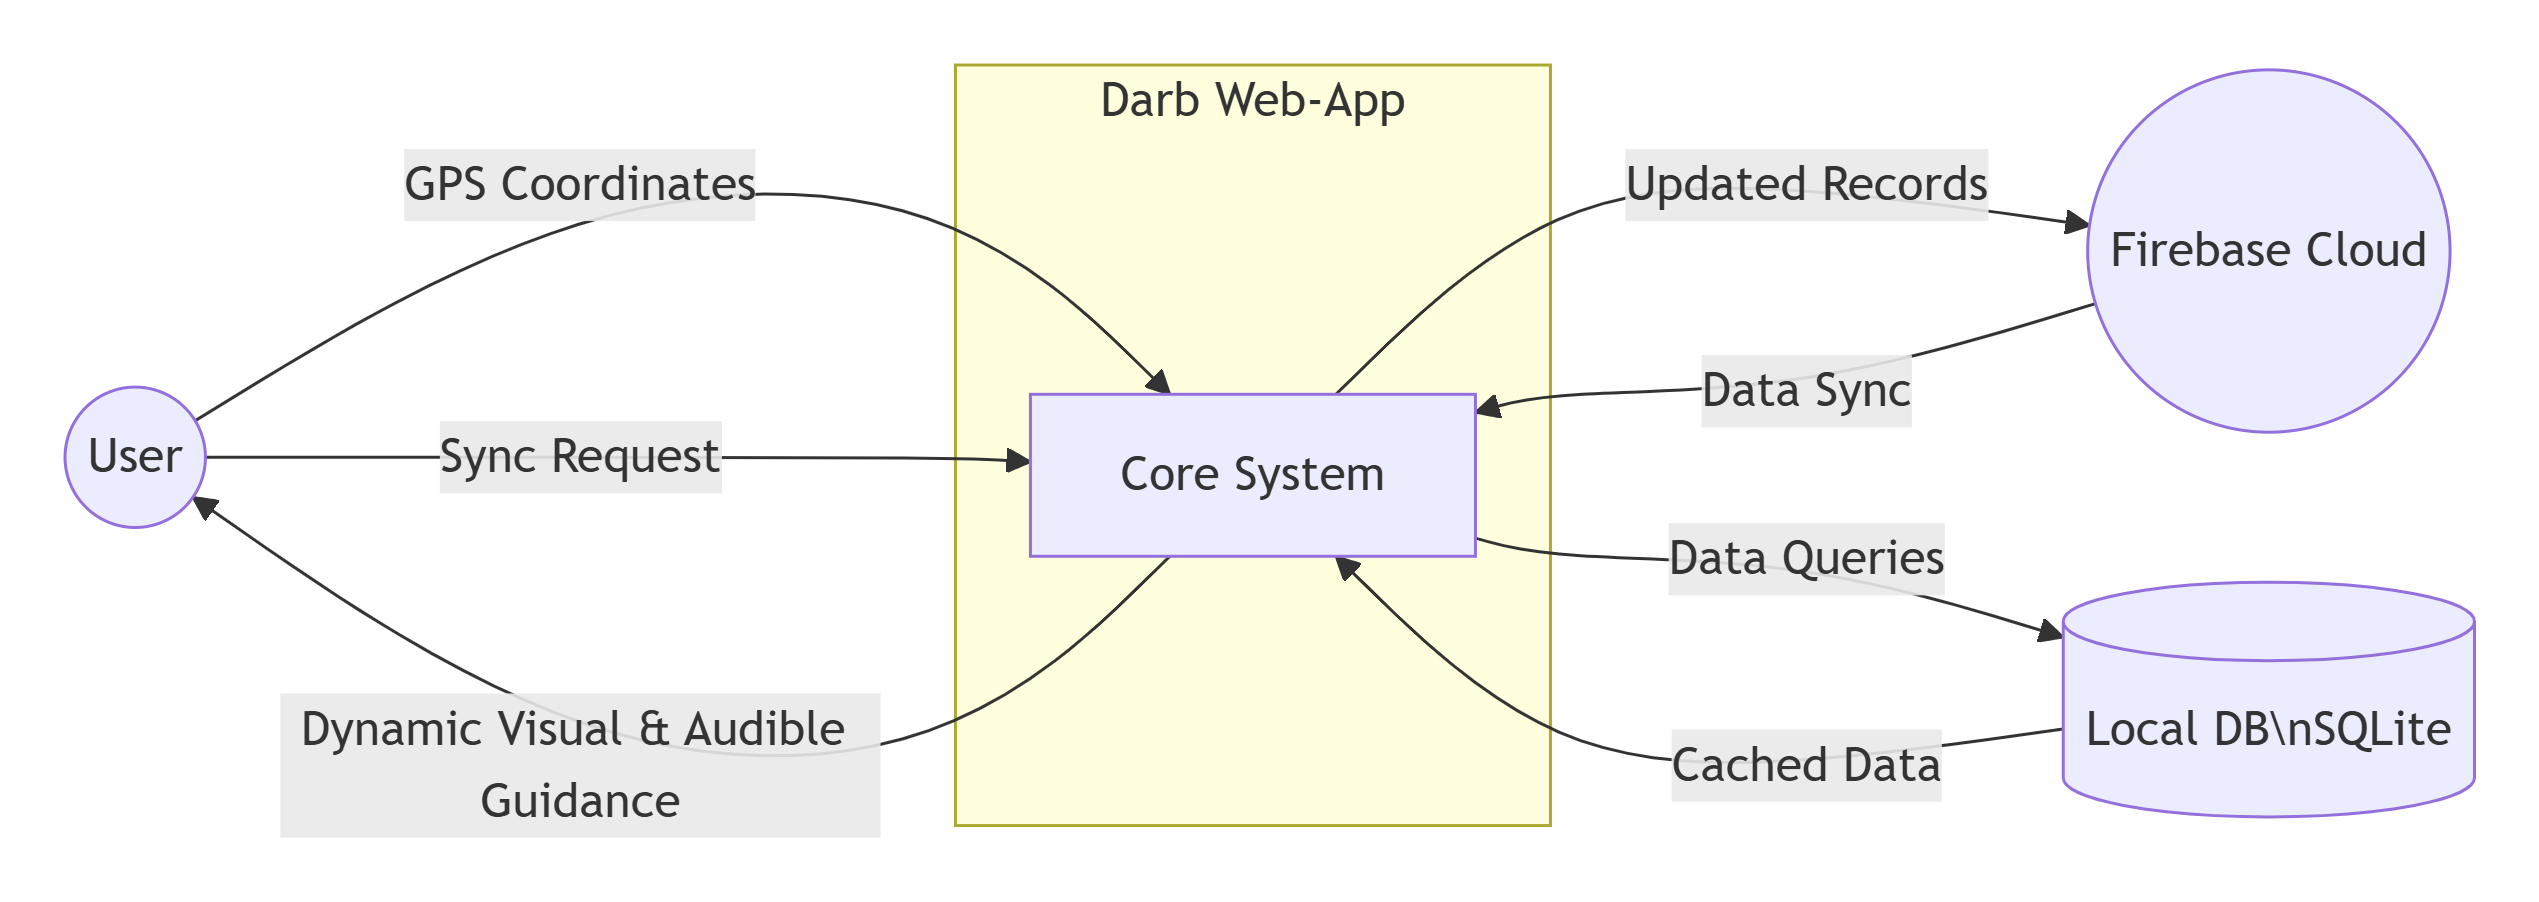 Darb Web-App
GPS Coordinates
Updated Records
Firebase Cloud
Data Sync
User
Sync Request
Core System
Data Queries
Dynamic Visual & Audible
Guidance
Cached Data
Local DB\nSQLite